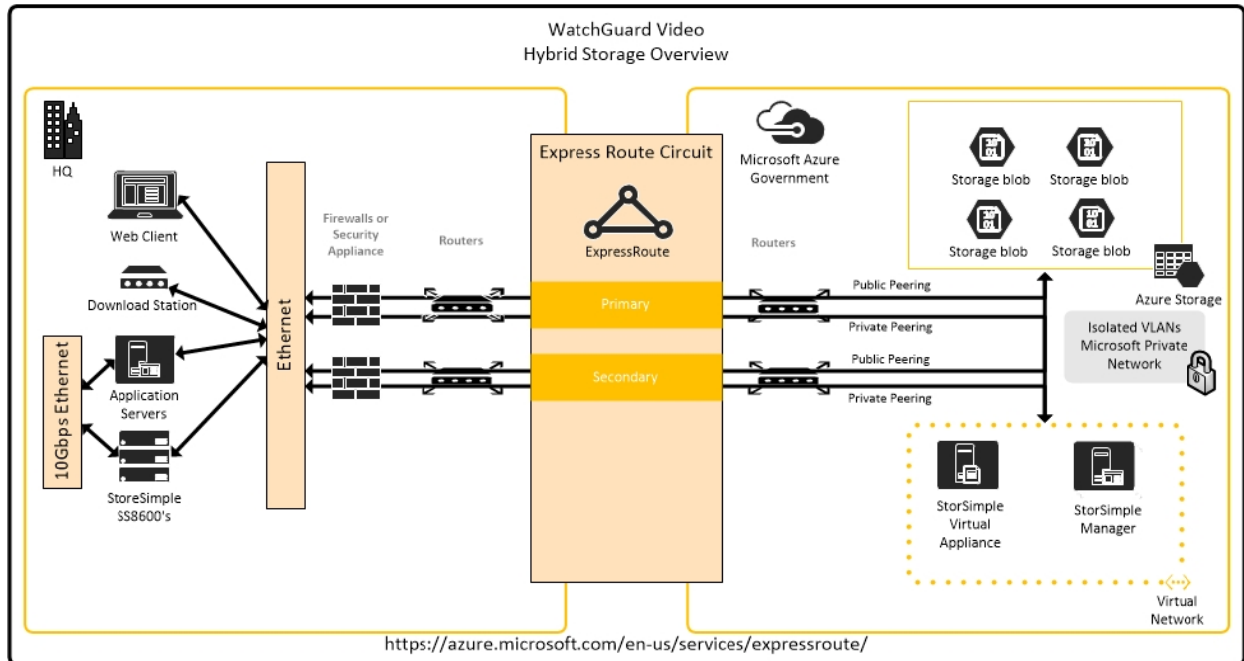 WatchGuard Video
Hybrid Storage Overview
HQ
Web Client
Download Station
Application
Servers
StoreSimple
SS8600's
10Gbps Ethernet
Ethernet
Firewalls or
Security
Appliance
Routers
Express Route Circuit
ExpressRoute
Primary
Secondary
Microsoft Azure
Government
Routers
Public Peering
Private Peering
Public Peering
Private Peering
Storage blob
Storage blob
Storage blob
Storage blob
Azure Storage
Isolated VLANs
Microsoft Private
Network
StorSimple
Virtual
Appliance
StorSimple
Manager
Virtual
Network
https://azure.microsoft.com/en-us/services/expressroute/